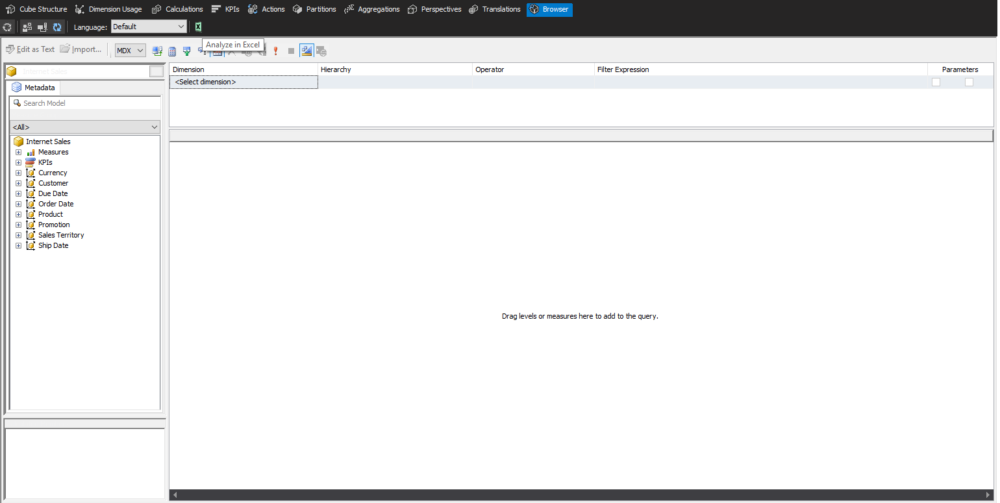 Cube Structure Dimension Usage Calculations KPIs Actions Partitions Aggregations Perspectives Translations Browser
Language: Default
Analyze in Excel
Edit as Text Import... MDX
Internet Sales
Dimension Hierarchy Operator Filter Expression Parameters
<Select dimension>
Metadata
Search Model
<All>
Internet Sales
Measures
KPIs
Currency
Customer
Due Date
Order Date
Product
Promotion
Sales Territory
Ship Date
Drag levels or measures here to add to the query.